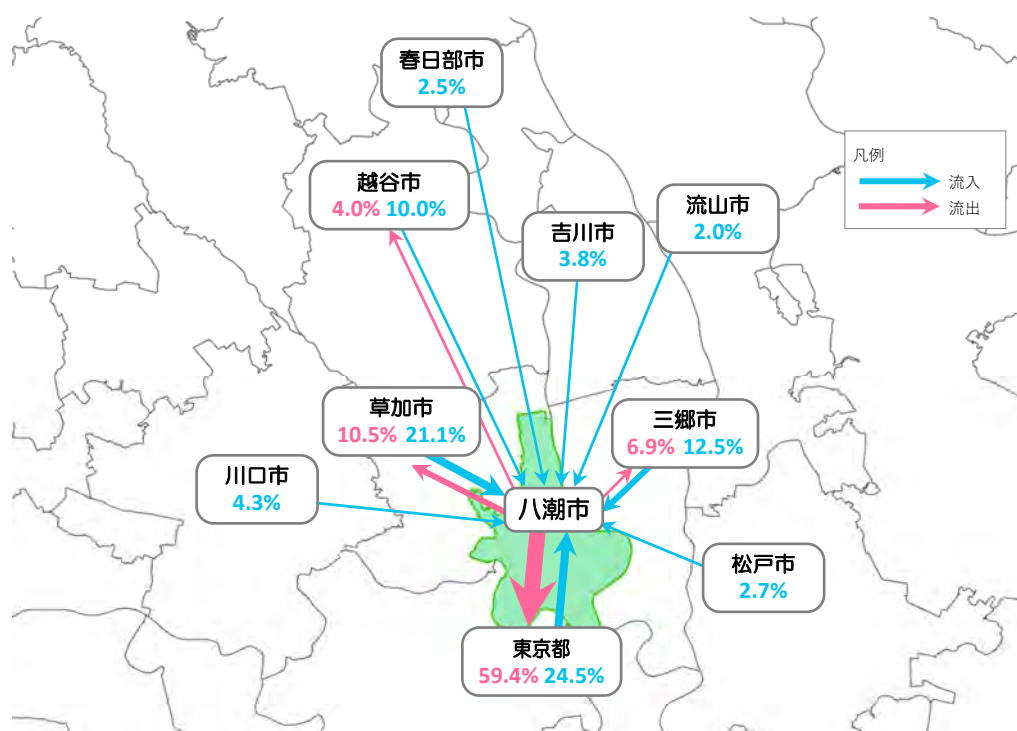 春日部市
2.5%
凡例
流入
流出
越谷市
4.0% 10.0%
流山市
2.0%
吉川市
3.8%
草加市
10.5% 21.1%
三郷市
6.9% 12.5%
川口市
4.3%
八潮市
松戸市
2.7%
東京都
59.4% 24.5%